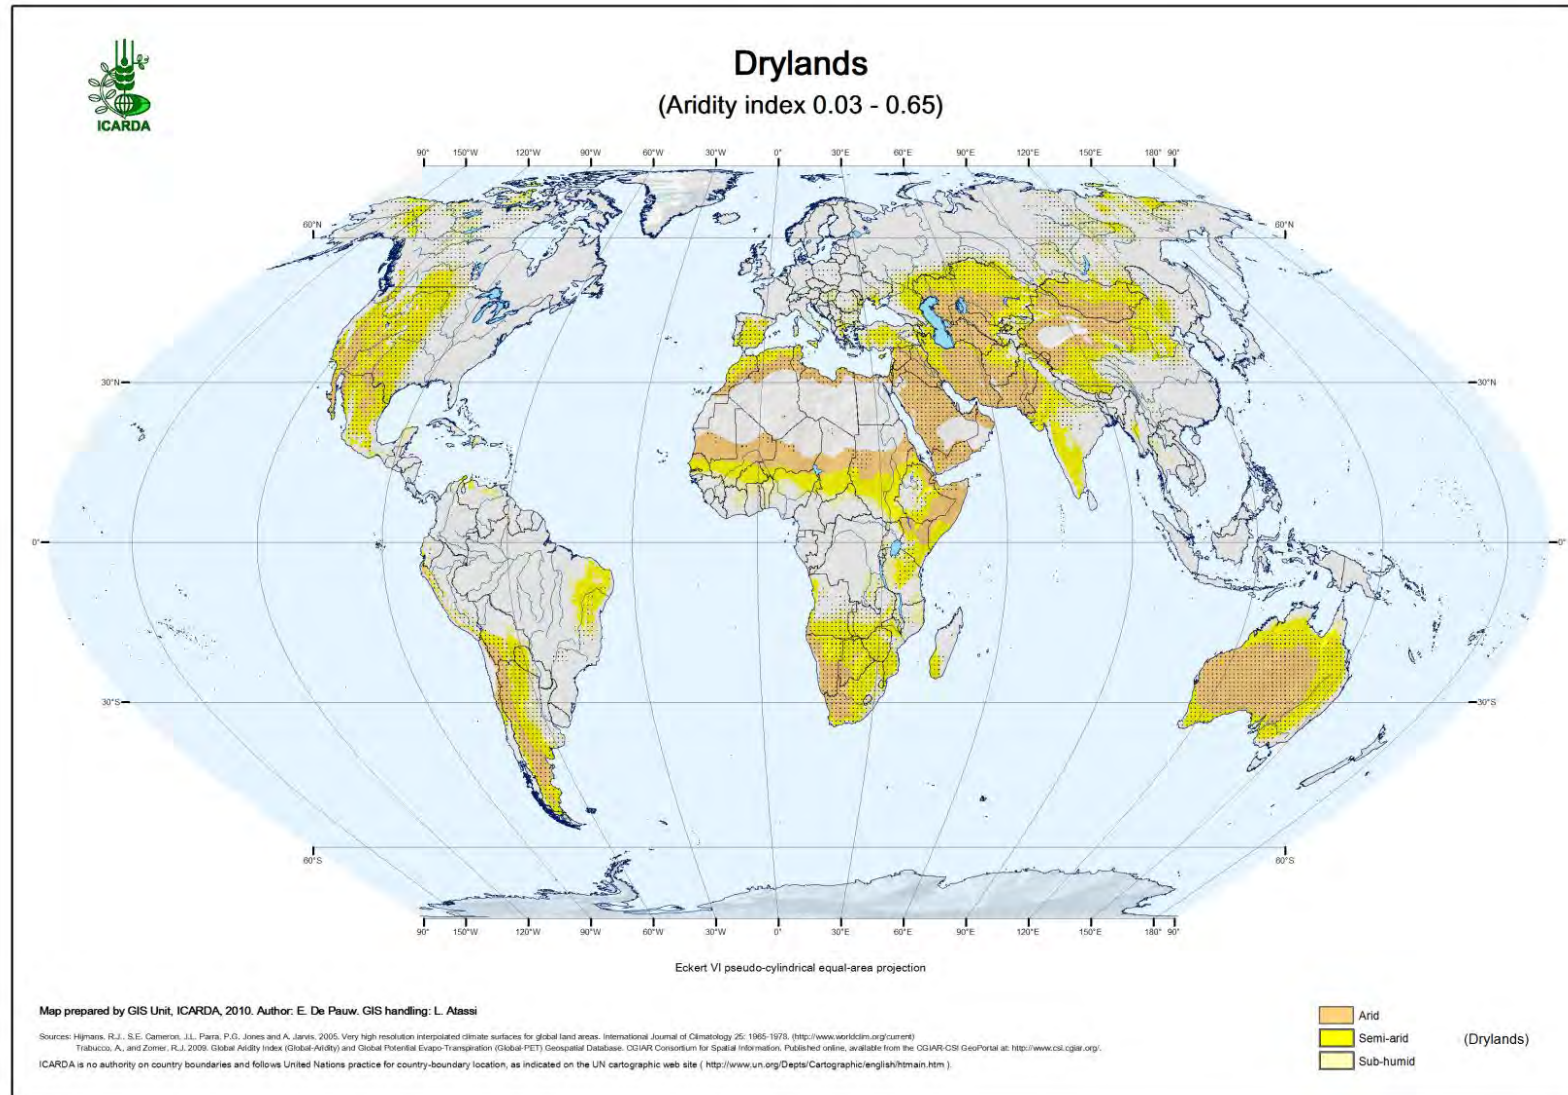 ICARDA
Drylands
(Aridity index 0.03 - 0.65)
90° 150°W 120°W 90°W 60°W 30°W 0° 30°E 60°E 90°E 120°E 150°E 180° 90°
60°N 60°N
30°N 30°N
0° 0°
30°S 30°S
60°S 60°S
90° 150°W 120°W 90°W 60°W 30°W 0° 30°E 60°E 90°E 120°E 150°E 180° 90°
Eckert VI pseudo-cylindrical equal-area projection
Map prepared by GIS Unit, ICARDA, 2010. Author: E. De Pauw. GIS handling: L. Atassi
Sources: Hijmans, R.J., S.E. Cameron, J.L. Parra, P.G. Jones and A. Jarvis, 2005. Very high resolution interpolated climate surfaces for global land areas. International Journal of Climatology 25: 1965-1978. (http://www.worldclim.org/current)
Trabucco, A., and Zomer, R.J. 2009. Global Aridity Index (Global-Aridity) and Global Potential Evapo-Transpiration (Global-PET) Geospatial Database. CGIAR Consortium for Spatial Information. Published online, available from the CGIAR-CSI GeoPortal at: http://www.csi.cgiar.org/.
ICARDA is no authority on country boundaries and follows United Nations practice for country-boundary location, as indicated on the UN cartographic web site ( http://www.un.org/Depts/Cartographic/english/htmain.htm ).
Arid
Semi-arid (Drylands)
Sub-humid